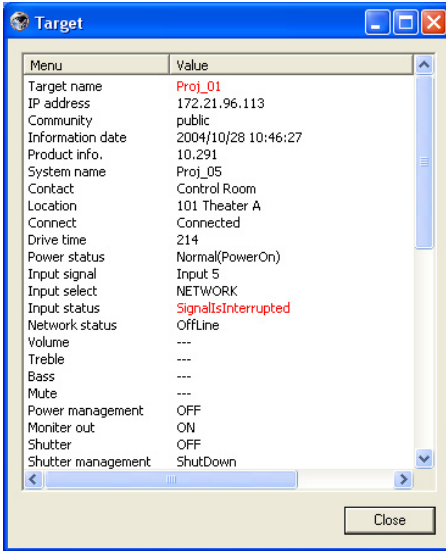 Target
Menu Value
Target name Proj_01
IP address 172.21.96.113
Community public
Information date 2004/10/28 10:46:27
Product info. 10.291
System name Proj_05
Contact Control Room
Location 101 Theater A
Connect Connected
Drive time 214
Power status Normal(PowerOn)
Input signal Input 5
Input select NETWORK
Input status SignalIsInterrupted
Network status OffLine
Volume ---
Treble ---
Bass ---
Mute ---
Power management OFF
Moniter out ON
Shutter OFF
Shutter management ShutDown
Close